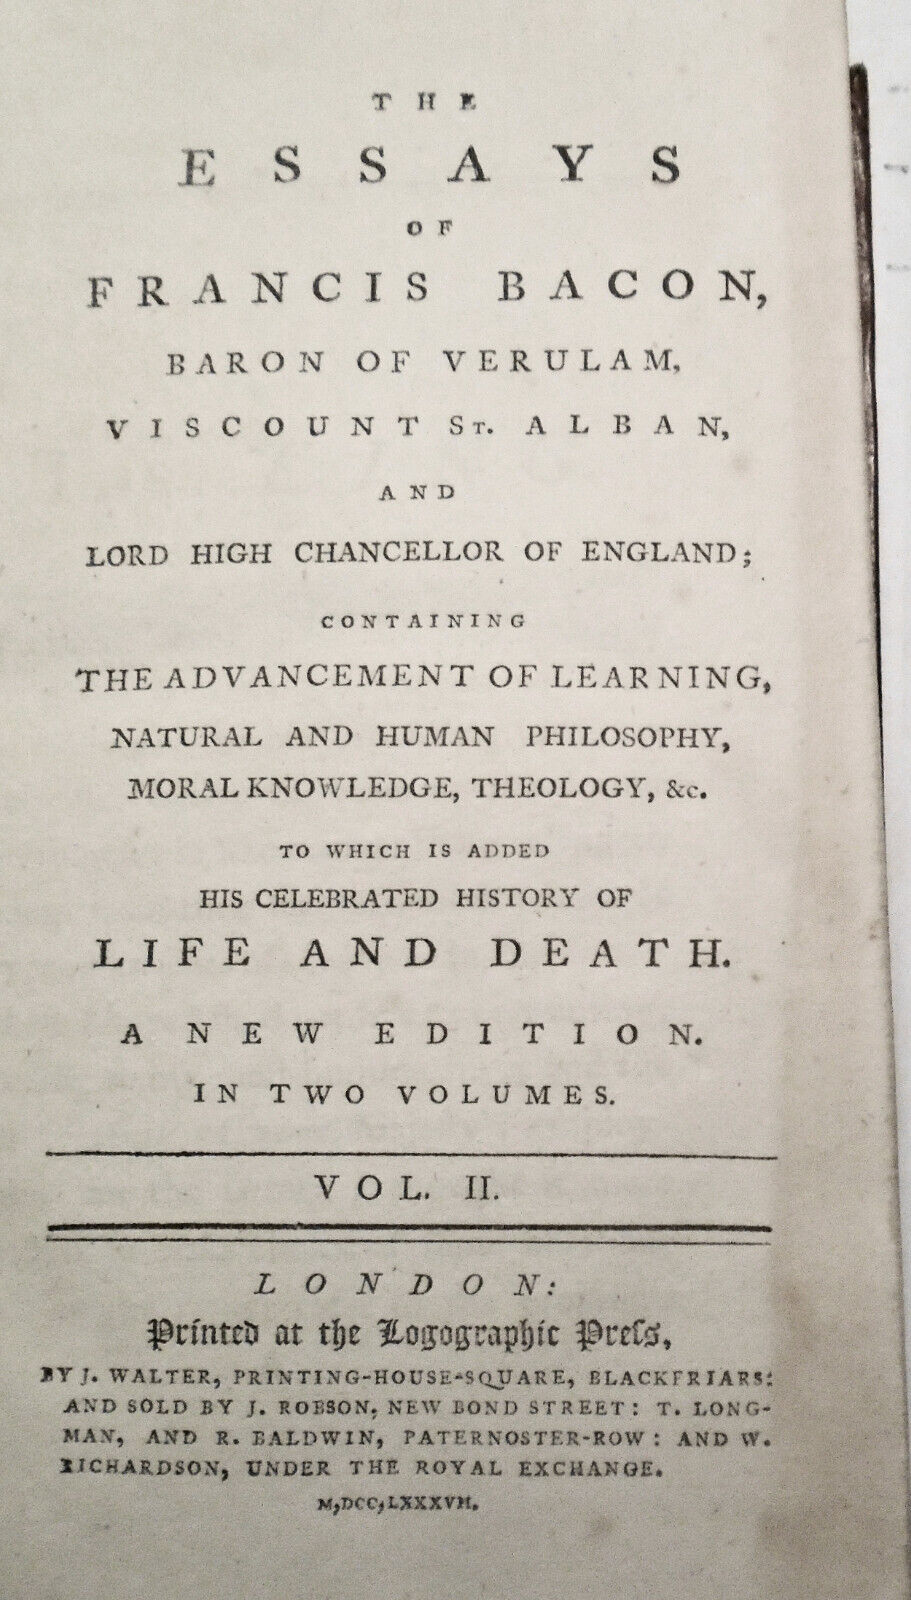 THE
ESSAYS
OF
FRANCIS BACON,
BARON OF VERULAM,
VISCOUNT ST. ALBAN,
AND
LORD HIGH CHANCELLOR OF ENGLAND;
CONTAINING
THE ADVANCEMENT OF LEARNING,
NATURAL AND HUMAN PHILOSOPHY,
MORAL KNOWLEDGE, THEOLOGY, &c.
TO WHICH IS ADDED
HIS CELEBRATED HISTORY OF
LIFE AND DEATH.
A NEW EDITION.
IN TWO VOLUMES.
VOL. II.
LONDON:
Printed at the Logographic Preſs,
BY J. WALTER, PRINTING-HOUSE-SQUARE, BLACKFRIARS:
AND SOLD BY J. ROBSON, NEW BOND STREET: T. LONG-
MAN, AND R. BALDWIN, PATERNOSTER-ROW: AND W.
RICHARDSON, UNDER THE ROYAL EXCHANGE.
M,DCC,LXXXVII.